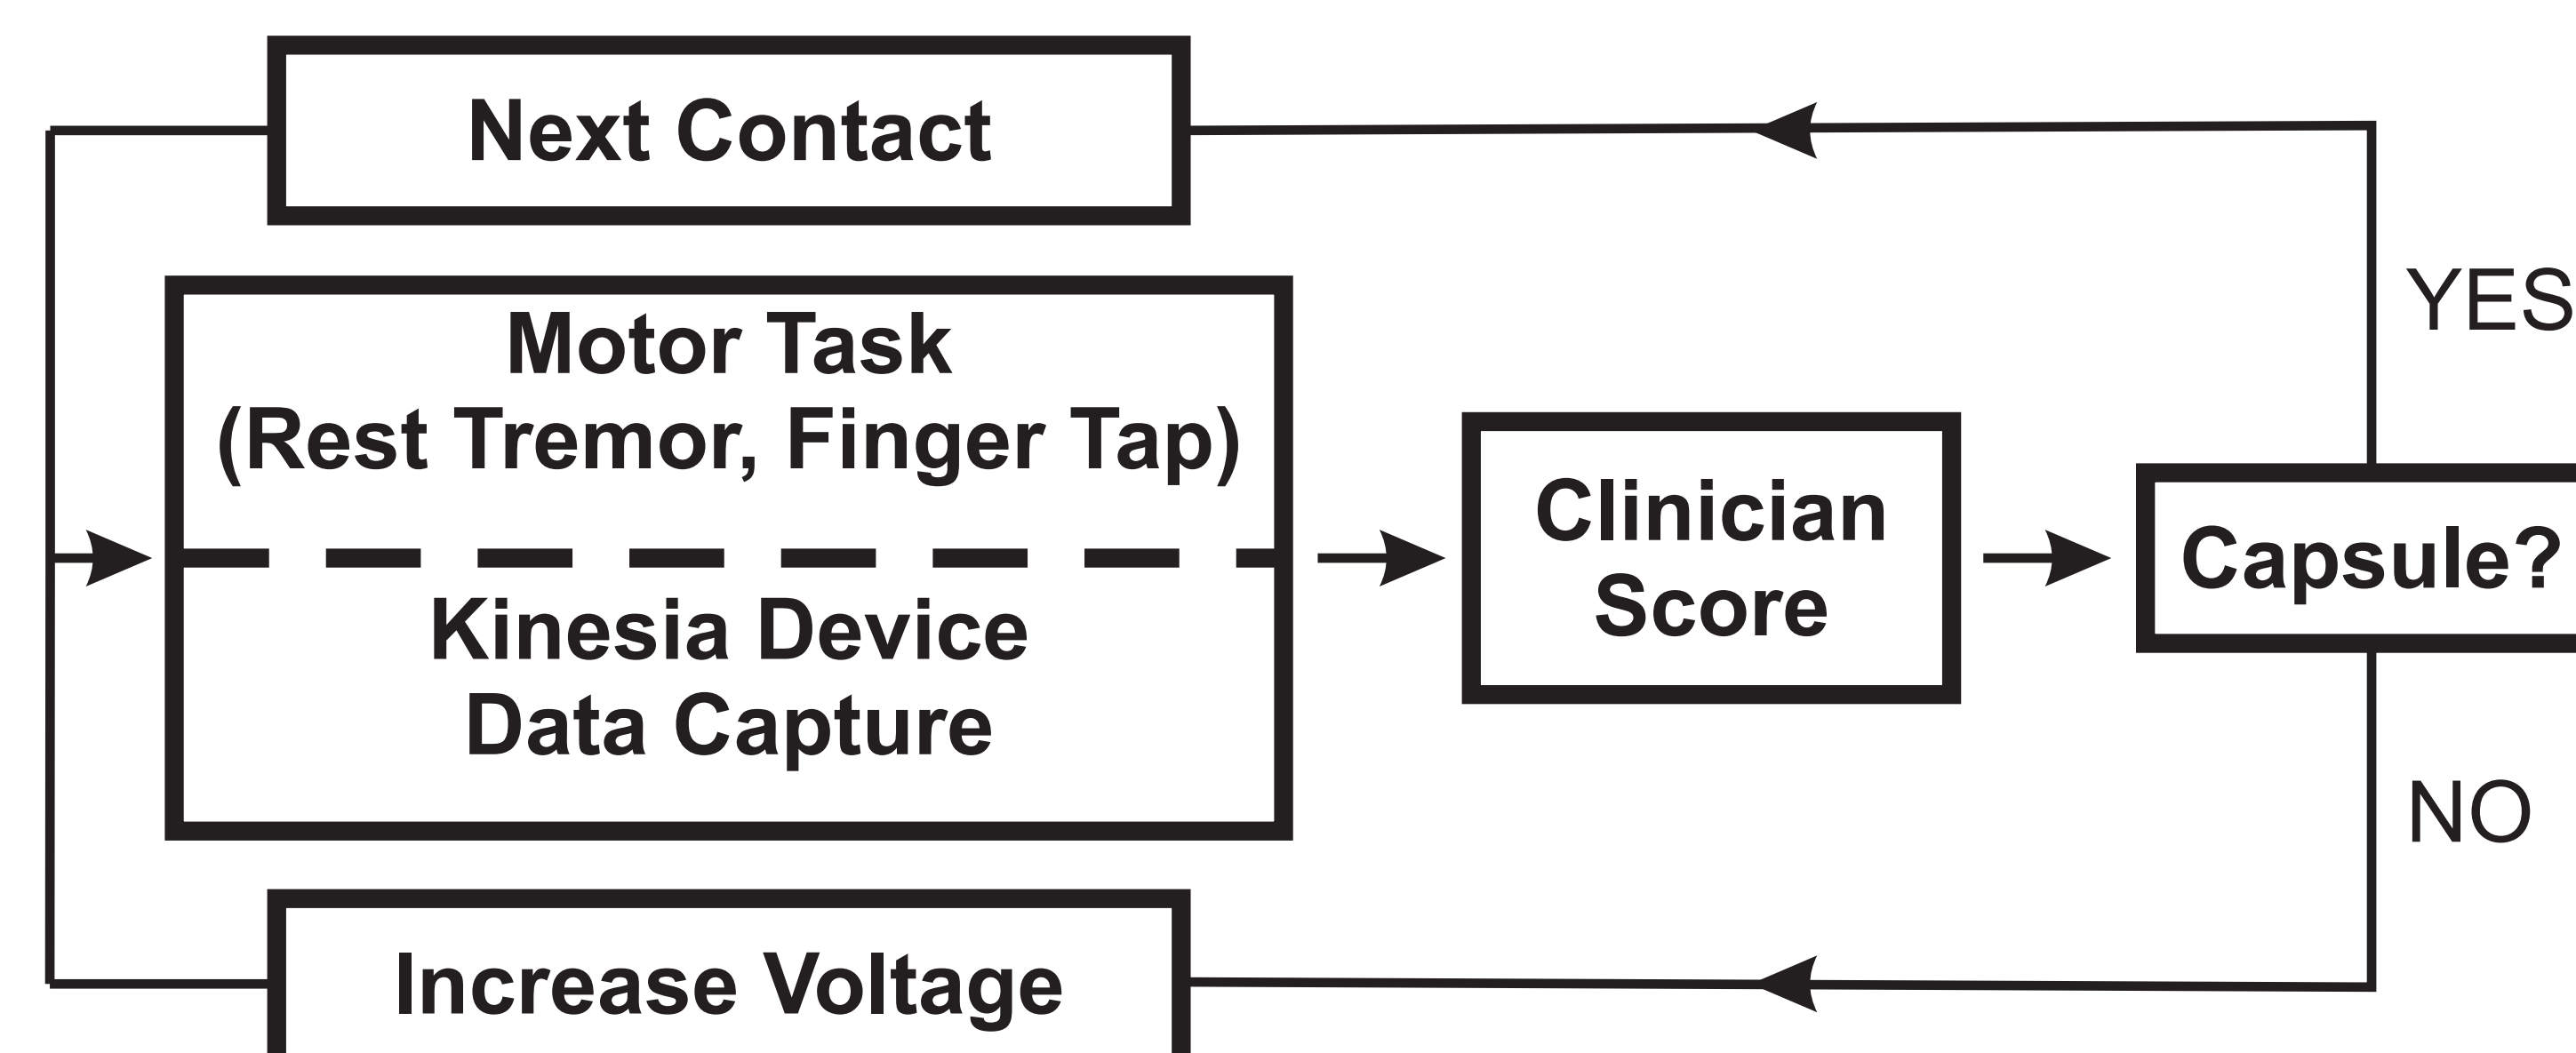 Next Contact
Motor Task
(Rest Tremor, Finger Tap)
Kinesia Device
Data Capture
Clinician
Score
Capsule?
YES
NO
Increase Voltage